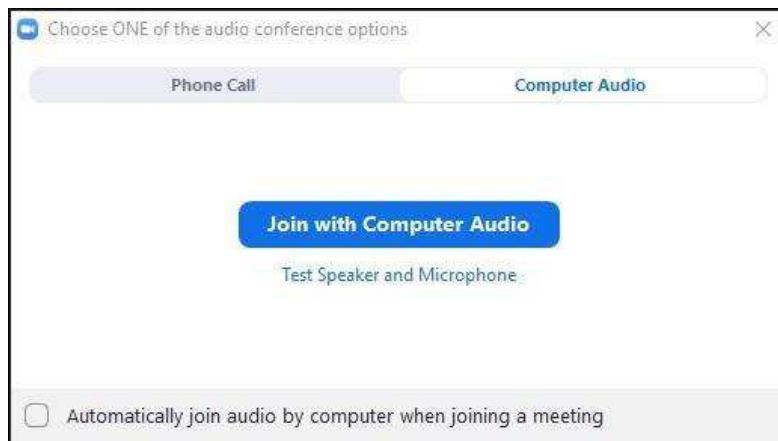 Choose ONE of the audio conference options
Phone Call
Computer Audio
Join with Computer Audio
Test Speaker and Microphone
Automatically join audio by computer when joining a meeting